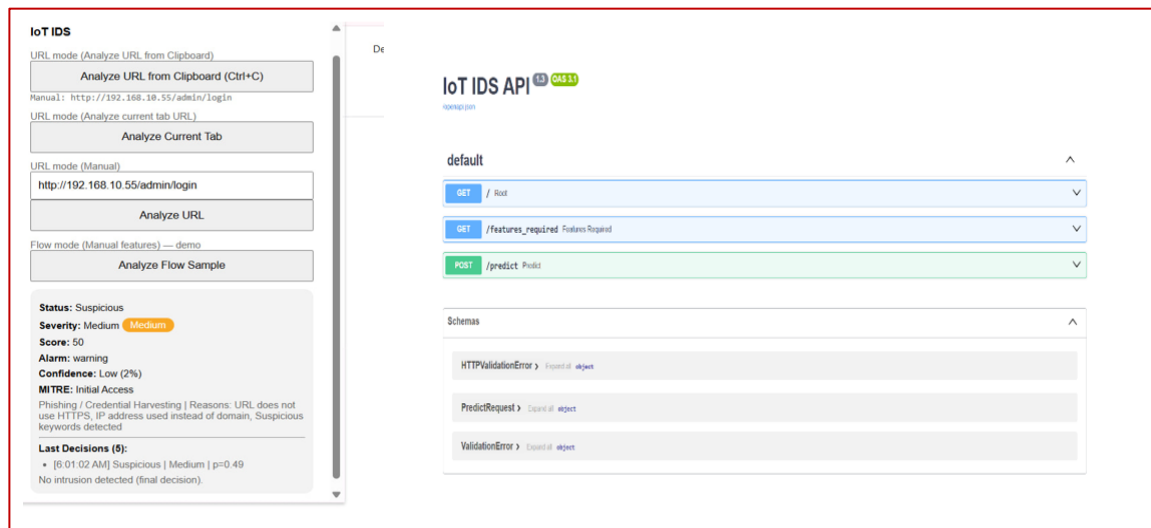 IoT IDS
URL mode (Analyze URL from Clipboard)
Analyze URL from Clipboard (Ctrl+C)
Manual: http://192.168.10.55/admin/login
URL mode (Analyze current tab URL)
Analyze Current Tab
URL mode (Manual)
http://192.168.10.55/admin/login
Analyze URL
Flow mode (Manual features) — demo
Analyze Flow Sample
Status: Suspicious
Severity: Medium Medium
Score: 50
Alarm: warning
Confidence: Low (2%)
MITRE: Initial Access
Phishing / Credential Harvesting | Reasons: URL does not
use HTTPS, IP address used instead of domain, Suspicious
keywords detected
Last Decisions (5):
• [6:01:02 AM] Suspicious | Medium | p=0.49
No intrusion detected (final decision).
De
IoT IDS API 1.3 OAS 3.1
/openapi.json
default
GET / Root
GET /features_required Features Required
POST /predict Predict
Schemas
HTTPValidationError > Expand all object
PredictRequest > Expand all object
ValidationError > Expand all object